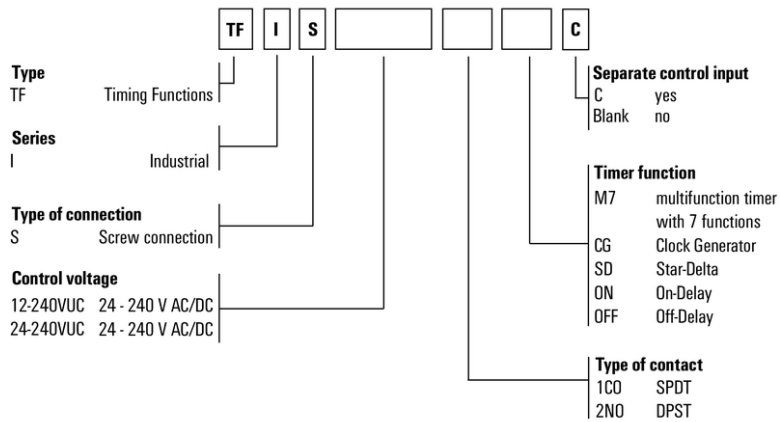 TF I S C
Type
TF Timing Functions
Series
I Industrial
Type of connection
S Screw connection
Control voltage
12-240VUC 24 - 240 V AC/DC
24-240VUC 24 - 240 V AC/DC
Separate control input
C yes
Blank no
Timer function
M7 multifunction timer
with 7 functions
CG Clock Generator
SD Star-Delta
ON On-Delay
OFF Off-Delay
Type of contact
1CO SPDT
2NO DPST